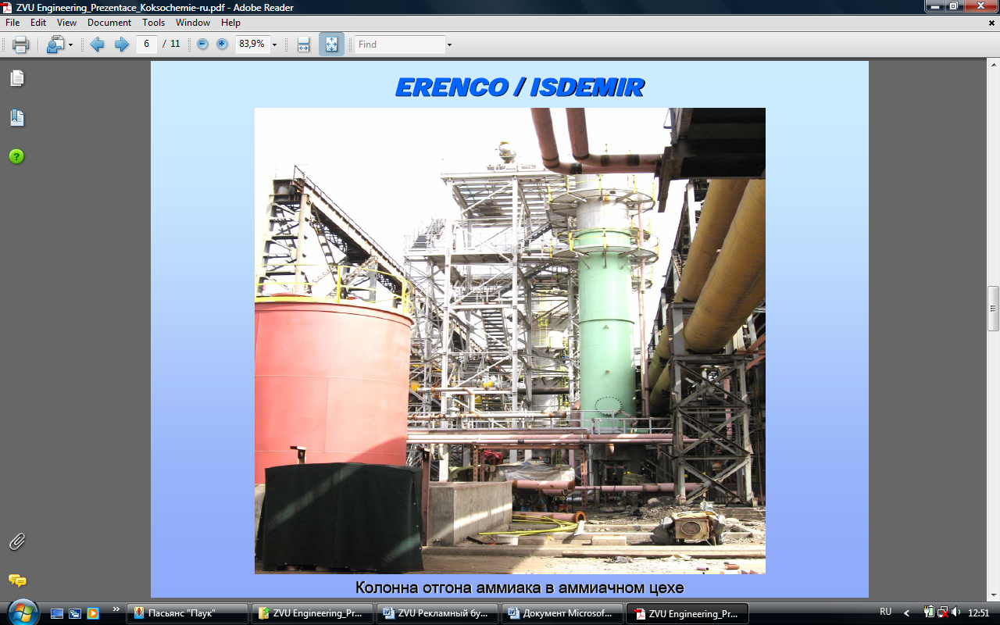 ZVU Engineering_Prezentace_Koksochemie-ru.pdf - Adobe Reader
File Edit View Document Tools Window Help
6 / 11 83,9% Find
ERENCO / ISDEMIR
Колонна отгона аммиака в аммиачном цехе
Пасьянс "Паук" ZVU Engineering_Pr... ZVU Рекламный бу... Документ Microsof... ZVU Engineering_Pr... RU 12:51